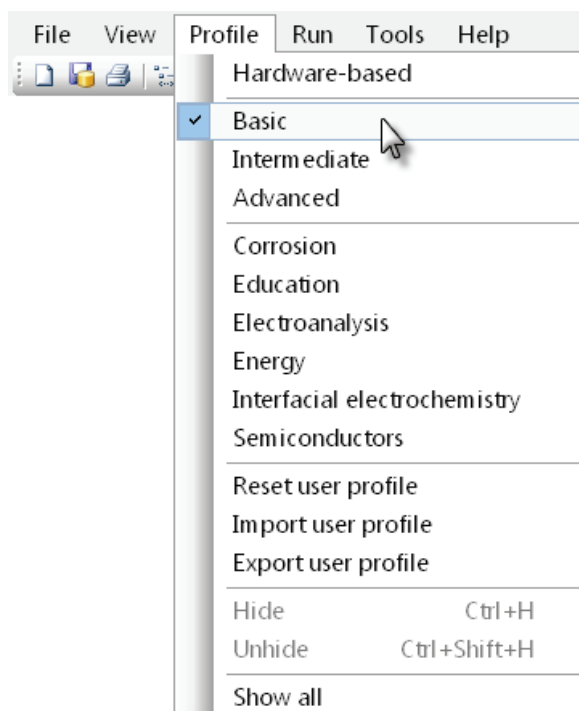 File View Profile Run Tools Help
Hardware-based
Basic
Intermediate
Advanced
Corrosion
Education
Electroanalysis
Energy
Interfacial electrochemistry
Semiconductors
Reset user profile
Import user profile
Export user profile
Hide Ctrl+H
Unhide Ctrl+Shift+H
Show all